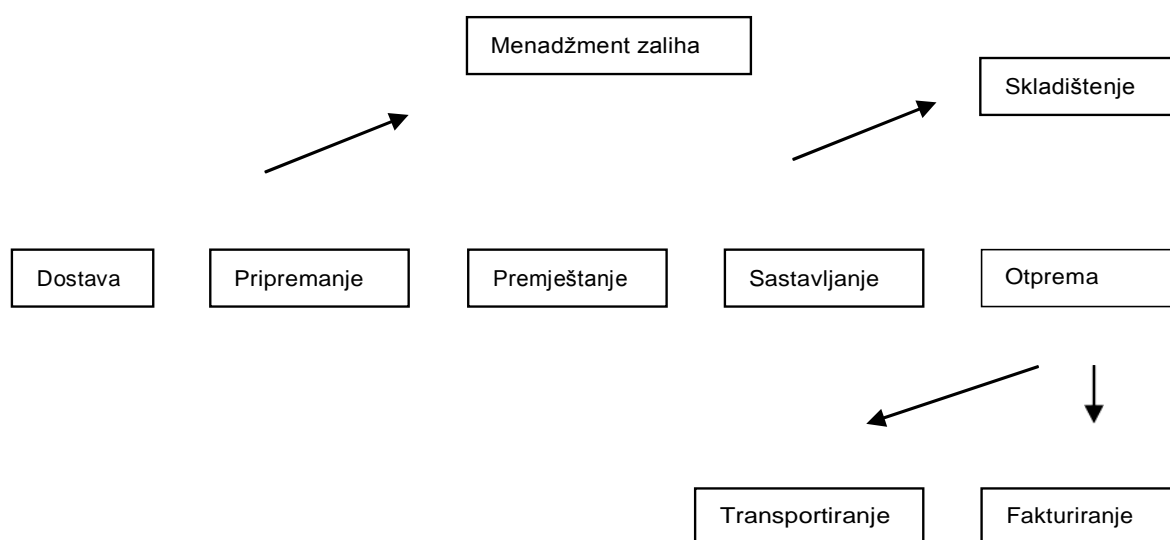 Menadžment zaliha
Skladištenje
Dostava
Pripremanje
Premještanje
Sastavljanje
Otprema
Transportiranje
Fakturiranje